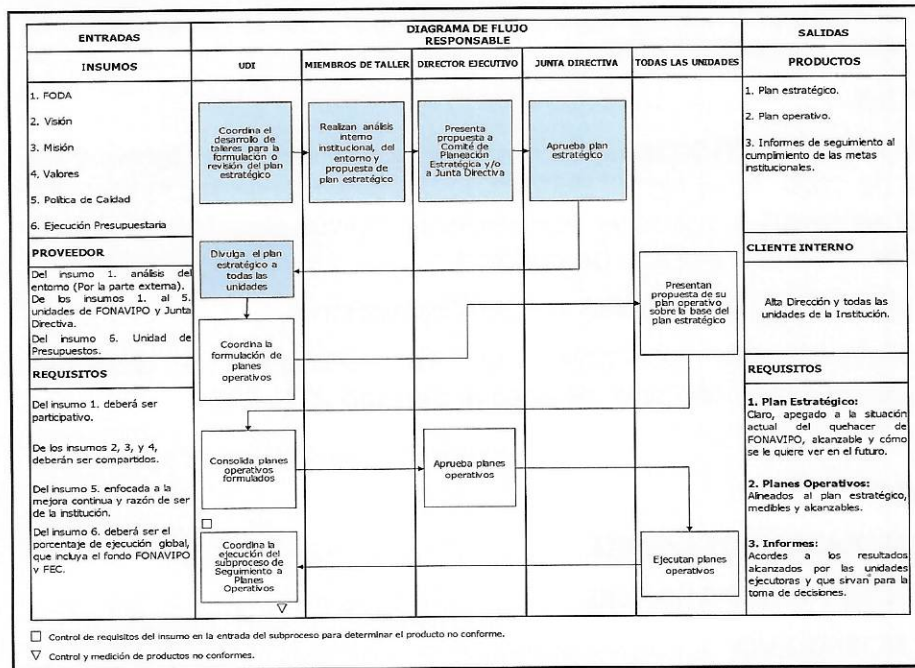 ENTRADAS
DIAGRAMA DE FLUJO
RESPONSABLE
SALIDAS
INSUMOS
UDI
MIEMBROS DE TALLER
DIRECTOR EJECUTIVO
JUNTA DIRECTIVA
TODAS LAS UNIDADES
PRODUCTOS
1. FODA
2. Visión
3. Misión
4. Valores
5. Política de Calidad
6. Ejecución Presupuestaria
Coordina el
desarrollo de
talleres para la
formulación o
revisión del plan
estratégico
Realizan análisis
interno
institucional, del
entorno y
propuesta de
plan estratégico
Presenta
propuesta a
Comité de
Planeación
Estratégica y/o
a Junta Directiva
Aprueba plan
estratégico
1. Plan estratégico.
2. Plan operativo.
3. Informes de seguimiento al
cumplimiento de las metas
institucionales.
PROVEEDOR
Del insumo 1. análisis del
entorno (Por la parte externa).
De los insumos 1. al 5.
unidades de FONAVIPO y Junta
Directiva.
Del insumo 6. Unidad de
Presupuestos.
Divulga el plan
estratégico a
todas las
unidades
Coordina la
formulación de
planes
operativos
Presentan
propuesta de su
plan operativo
sobre la base del
plan estratégico
CLIENTE INTERNO
Alta Dirección y todas las
unidades de la Institución.
REQUISITOS
Del insumo 1. deberá ser
participativo.
De los insumos 2, 3, y 4,
deberán ser compartidos.
Del insumo 5. enfocada a la
mejora continua y razón de ser
de la institución.
Del insumo 6. deberá ser el
porcentaje de ejecución global,
que incluya el fondo FONAVIPO
y FEC.
Consolida planes
operativos
formulados
Aprueba planes
operativos
Coordina la
ejecución del
subproceso de
Seguimiento a
Planes
Operativos
Ejecutan planes
operativos
REQUISITOS
1. Plan Estratégico:
Claro, apegado a la situación
actual del quehacer de
FONAVIPO, alcanzable y cómo
se le quiere ver en el futuro.
2. Planes Operativos:
Alineados al plan estratégico,
medibles y alcanzables.
3. Informes:
Acordes a los resultados
alcanzados por las unidades
ejecutoras y que sirvan para la
toma de decisiones.
Control de requisitos del insumo en la entrada del subproceso para determinar el producto no conforme.
Control y medición de productos no conformes.